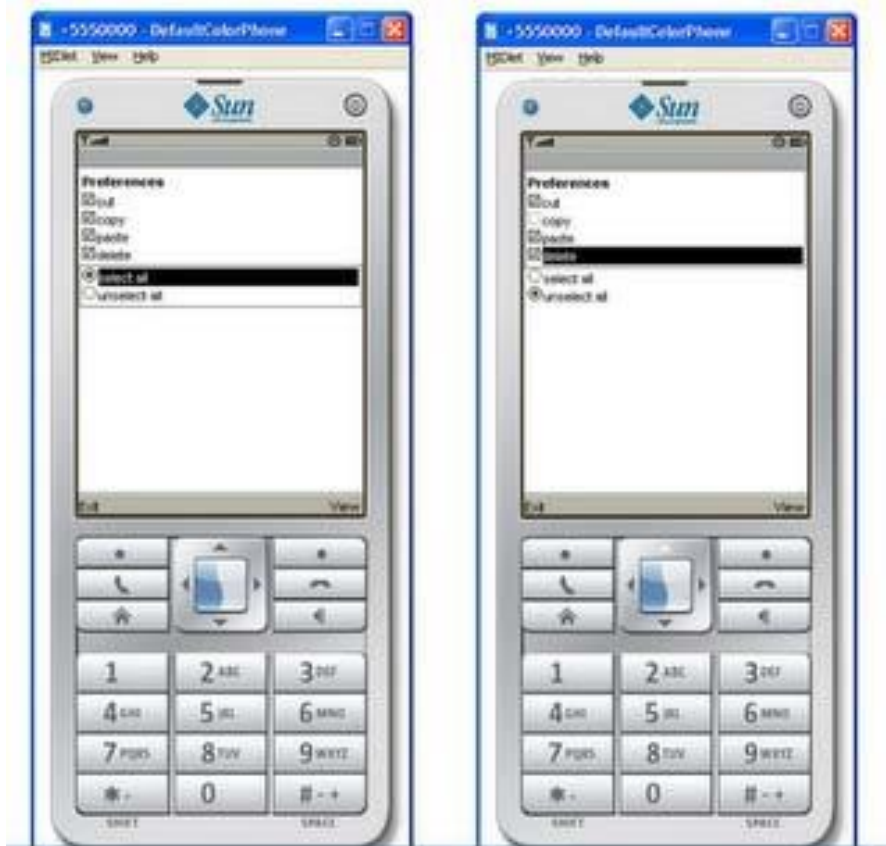 +5550000 - DefaultColorPhone
MIDlet View Help
Sun
Preferences
cut
copy
paste
delete
select all
unselect all
Exit View
1 2 ABC 3 DEF
4 GHI 5 JKL 6 MNO
7 PQRS 8 TUV 9 WXYZ
* - 0 # - +
SHIFT SPACE
+5550000 - DefaultColorPhone
MIDlet View Help
Sun
Preferences
cut
copy
paste
delete
select all
unselect all
Exit View
1 2 ABC 3 DEF
4 GHI 5 JKL 6 MNO
7 PQRS 8 TUV 9 WXYZ
* - 0 # - +
SHIFT SPACE